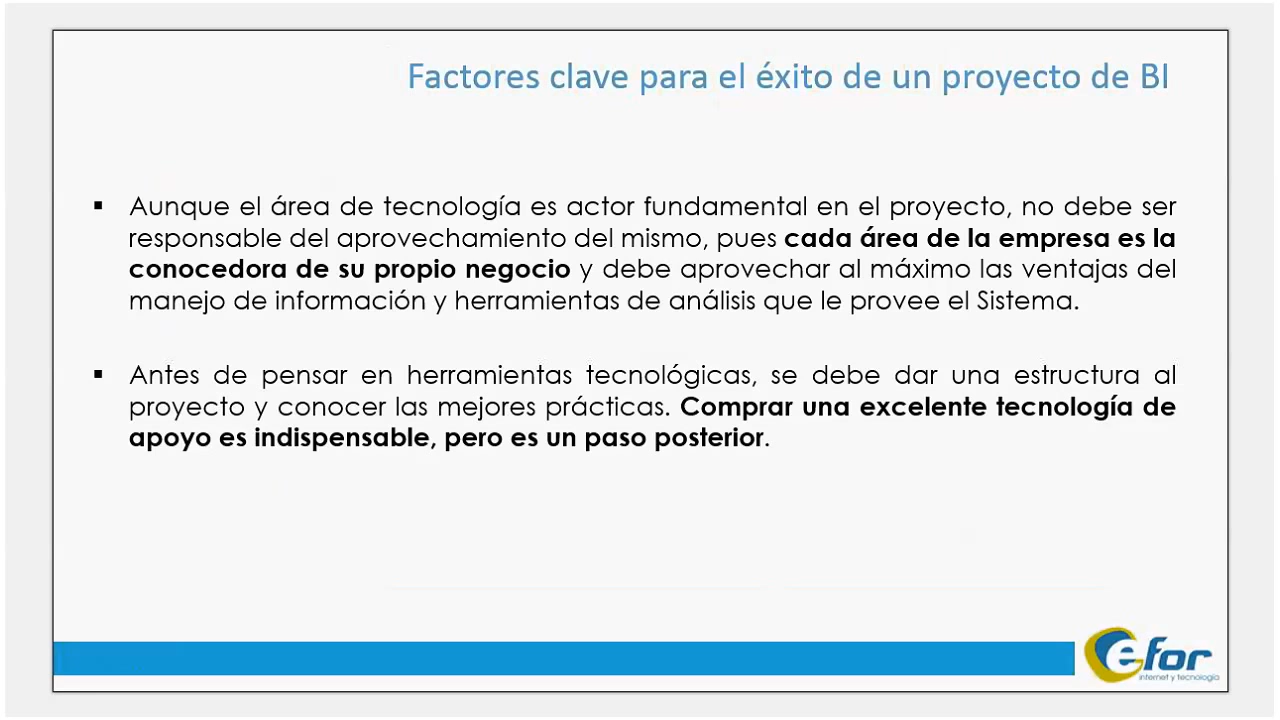 Factores clave para el éxito de un proyecto de BI
▪ Aunque el área de tecnología es actor fundamental en el proyecto, no debe ser
responsable del aprovechamiento del mismo, pues cada área de la empresa es la
conocedora de su propio negocio y debe aprovechar al máximo las ventajas del
manejo de información y herramientas de análisis que le provee el Sistema.
▪ Antes de pensar en herramientas tecnológicas, se debe dar una estructura al
proyecto y conocer las mejores prácticas. Comprar una excelente tecnología de
apoyo es indispensable, pero es un paso posterior.
efor
internet y tecnología